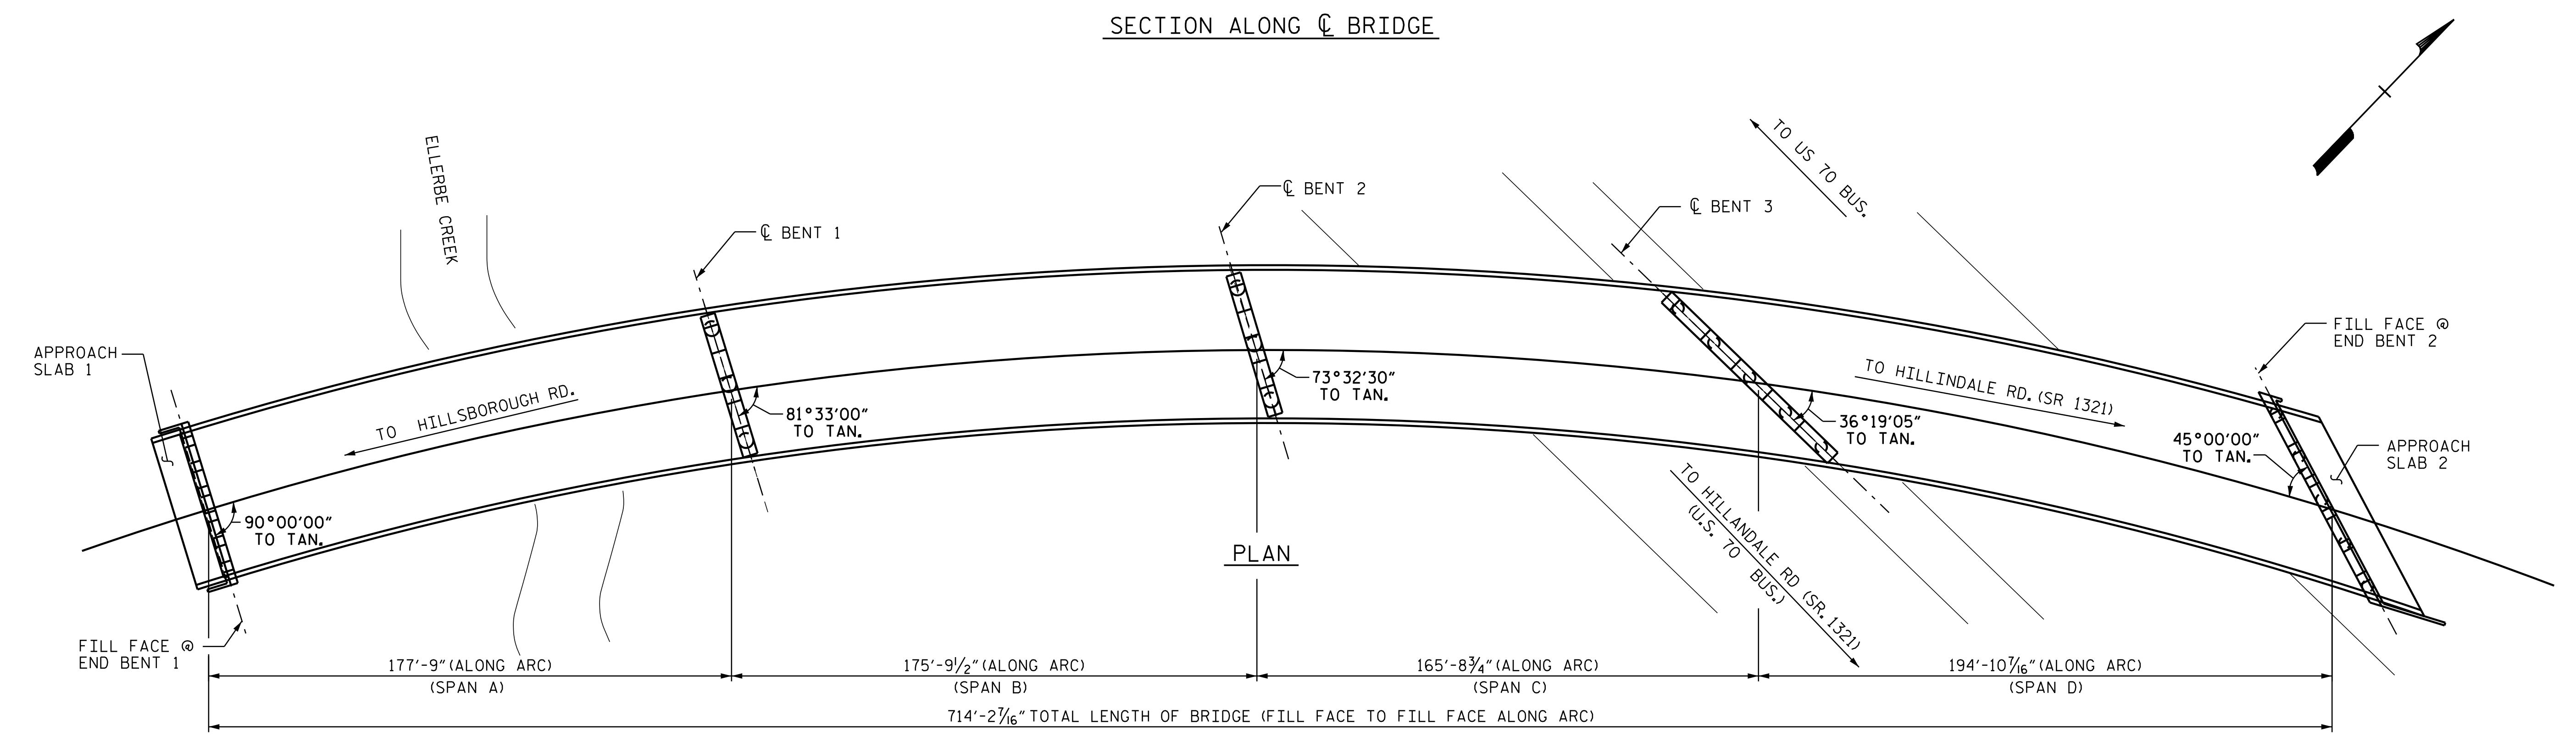 SECTION ALONG ℄ BRIDGE
ELLERBE CREEK
℄ BENT 1
℄ BENT 2
℄ BENT 3
TO US 70 BUS.
APPROACH
SLAB 1
TO HILLSBOROUGH RD.
81°33'00"
TO TAN.
73°32'30"
TO TAN.
TO HILLINDALE RD. (SR 1321)
36°19'05"
TO TAN.
FILL FACE @
END BENT 2
45°00'00"
TO TAN.
APPROACH
SLAB 2
90°00'00"
TO TAN.
PLAN
TO HILLANDALE RD (SR. 1321)
(U.S. 70 BUS.)
FILL FACE @
END BENT 1
177'-9" (ALONG ARC)
(SPAN A)
175'-9½" (ALONG ARC)
(SPAN B)
165'-8¾" (ALONG ARC)
(SPAN C)
194'-10⁷⁄₁₆" (ALONG ARC)
(SPAN D)
714'-2⁷⁄₁₆" TOTAL LENGTH OF BRIDGE (FILL FACE TO FILL FACE ALONG ARC)